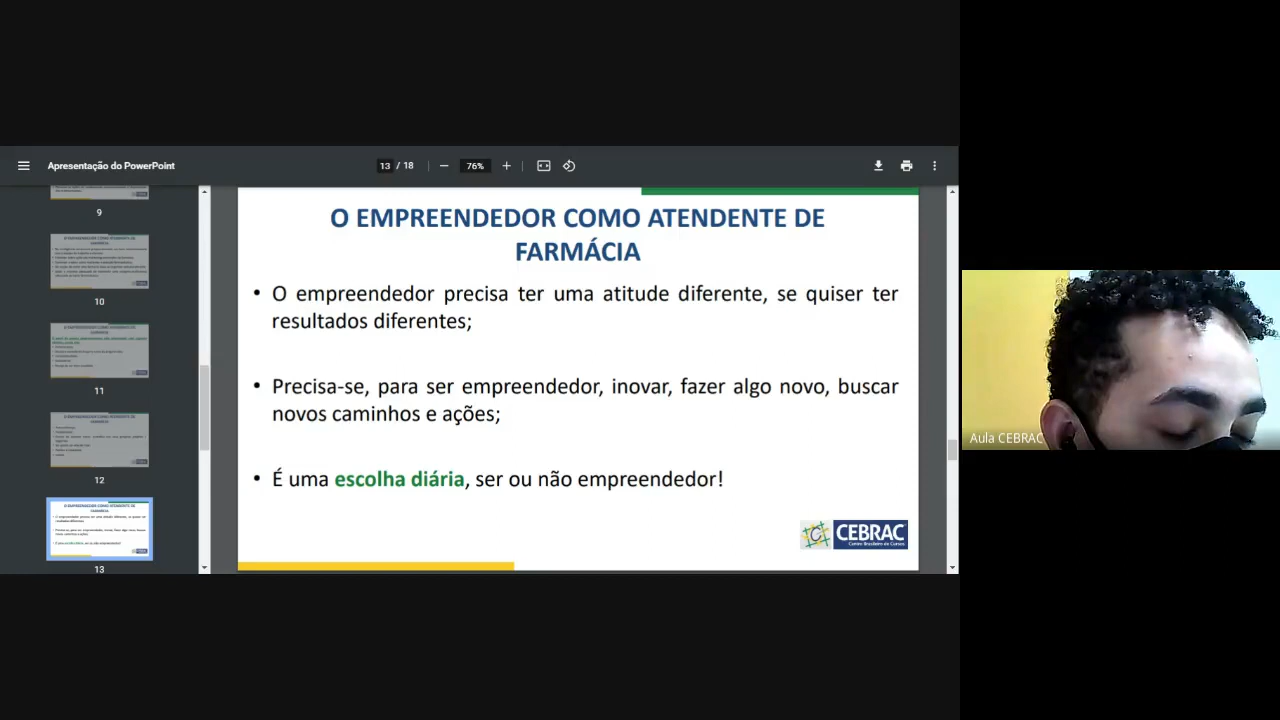 Apresentação do PowerPoint
13 / 18
76%
9
10
11
12
13
O EMPREENDEDOR COMO ATENDENTE DE
FARMÁCIA
• O empreendedor precisa ter uma atitude diferente, se quiser ter
resultados diferentes;
• Precisa-se, para ser empreendedor, inovar, fazer algo novo, buscar
novos caminhos e ações;
• É uma escolha diária, ser ou não empreendedor!
CEBRAC
Centro Brasileiro de Cursos
Aula CEBRAC